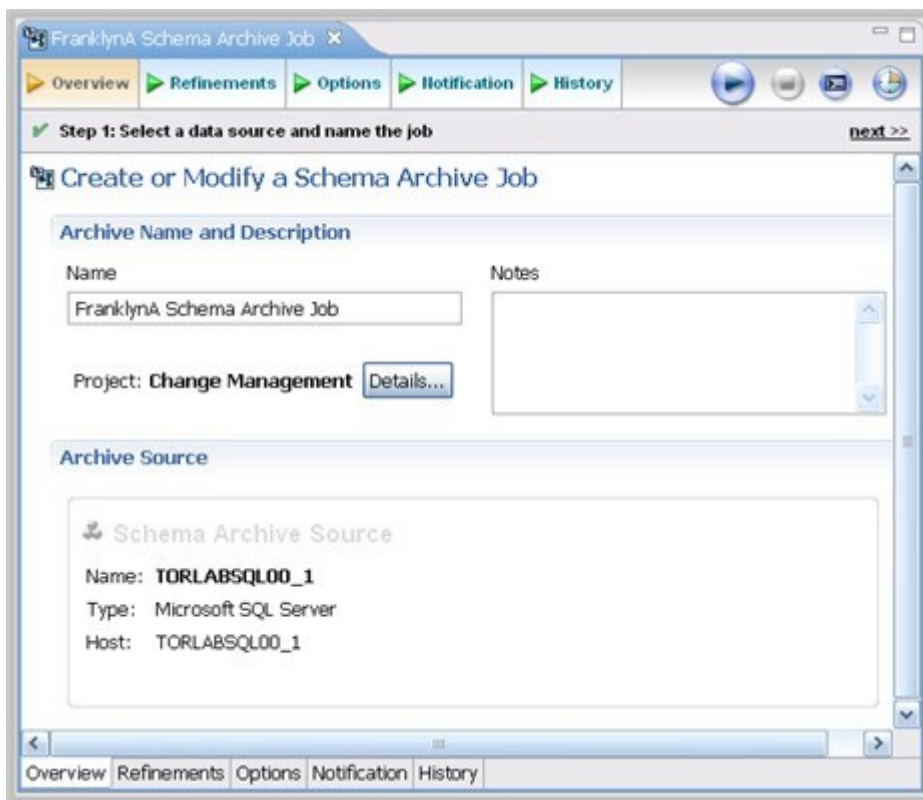 FranklynA Schema Archive Job
Overview Refinements Options Notification History
Step 1: Select a data source and name the job next >>
Create or Modify a Schema Archive Job
Archive Name and Description
Name Notes
FranklynA Schema Archive Job
Project: Change Management Details...
Archive Source
Schema Archive Source
Name: TORLABSQL00_1
Type: Microsoft SQL Server
Host: TORLABSQL00_1
Overview Refinements Options Notification History